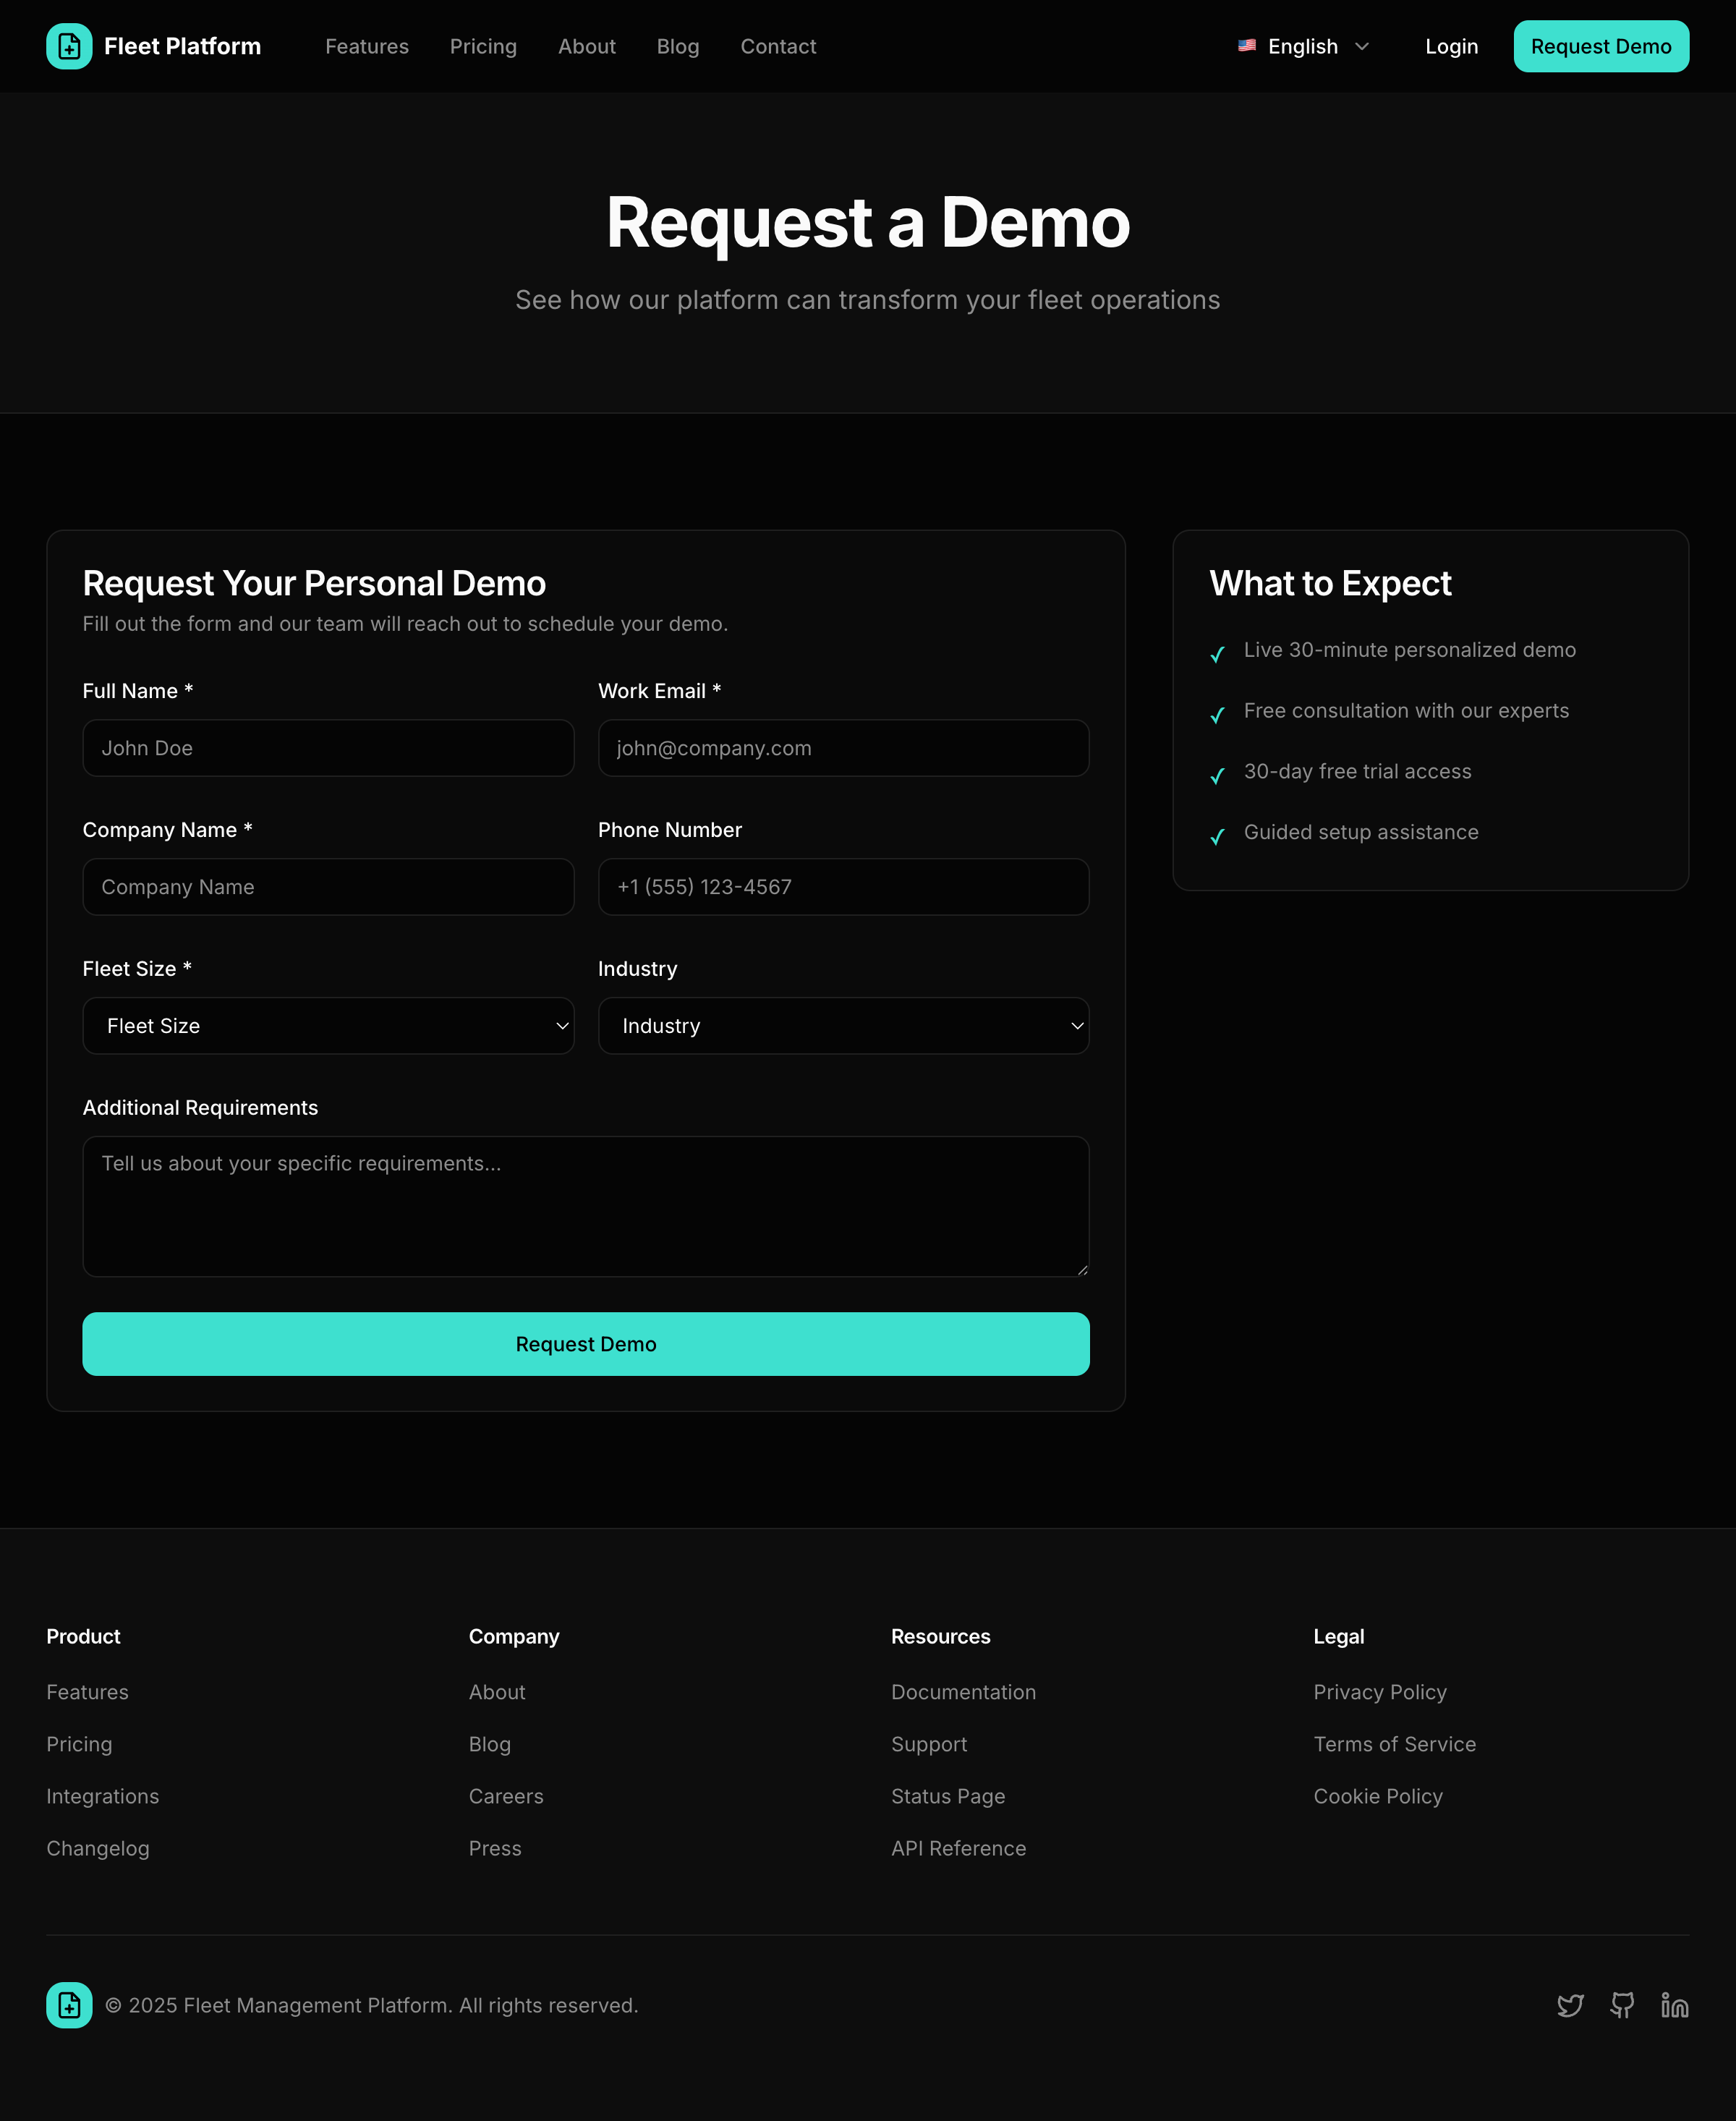 Fleet Platform
Features
Pricing
About
Blog
Contact
🇺🇸 English
Login
Request Demo
Request a Demo
See how our platform can transform your fleet operations
Request Your Personal Demo
Fill out the form and our team will reach out to schedule your demo.
Full Name *
Work Email *
John Doe
john@company.com
Company Name *
Phone Number
Company Name
+1 (555) 123-4567
Fleet Size *
Industry
Fleet Size
Industry
Additional Requirements
Tell us about your specific requirements...
Request Demo
What to Expect
✓ Live 30-minute personalized demo
✓ Free consultation with our experts
✓ 30-day free trial access
✓ Guided setup assistance
Product
Features
Pricing
Integrations
Changelog
Company
About
Blog
Careers
Press
Resources
Documentation
Support
Status Page
API Reference
Legal
Privacy Policy
Terms of Service
Cookie Policy
© 2025 Fleet Management Platform. All rights reserved.